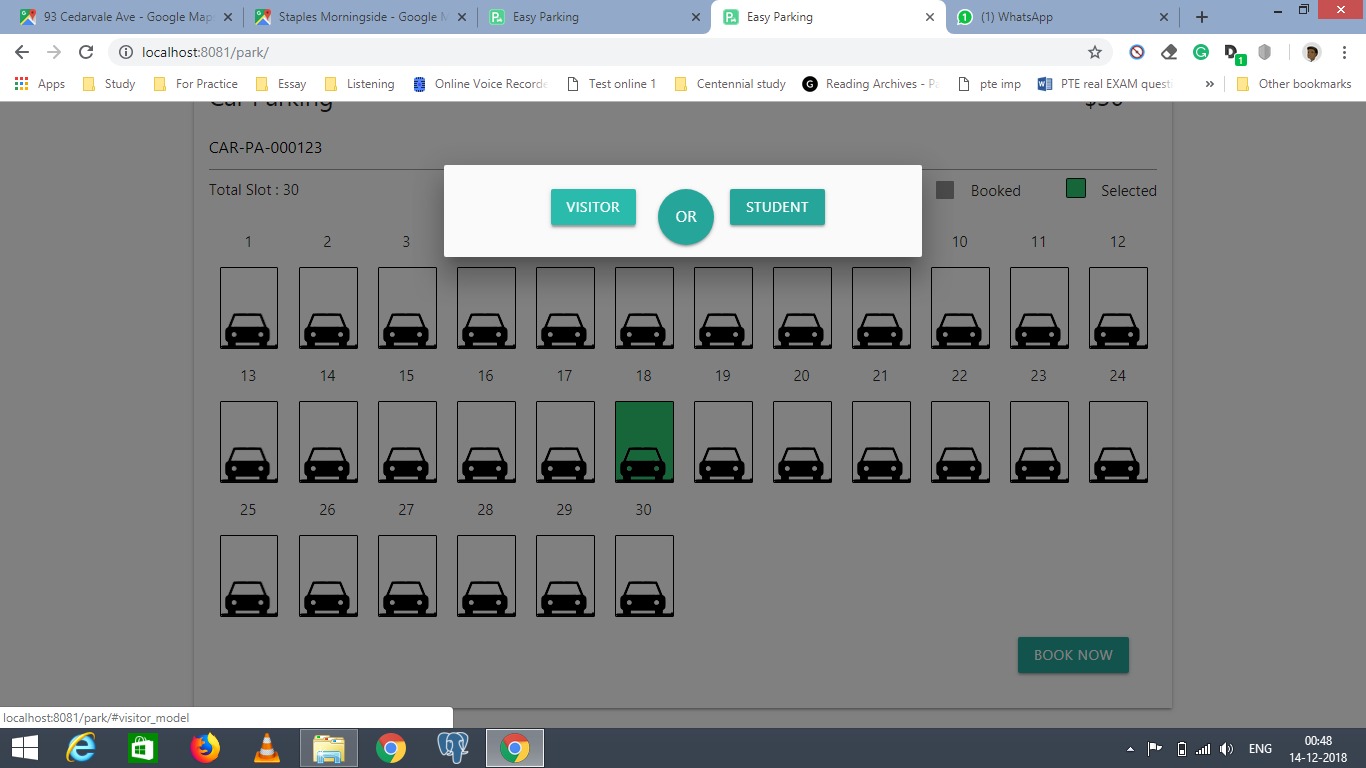 93 Cedarvale Ave - Google Map
Staples Morningside - Google M
Easy Parking
Easy Parking
(1) WhatsApp
localhost:8081/park/
1
Apps
Study
For Practice
Essay
Listening
Online Voice Recorde
Test online 1
Centennial study
Reading Archives - Pa
pte imp
PTE real EXAM questi
»
Other bookmarks
Car Parking
CAR-PA-000123
Total Slot : 30
Booked
Selected
VISITOR
OR
STUDENT
1 2 3 10 11 12
13 14 15 16 17 18 19 20 21 22 23 24
25 26 27 28 29 30
BOOK NOW
localhost:8081/park/#visitor_model
ENG
00:48
14-12-2018